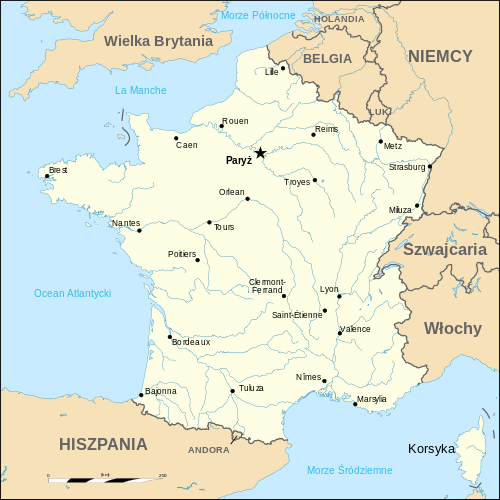 Morze Północne
HOLANDIA
Wielka Brytania
BELGIA
NIEMCY
Lille
La Manche
LUK.
Rouen
Reims
Caen
Metz
Paryż
Strasburg
Brest
Troyes
Orlean
Miluza
Nantes
Tours
Szwajcaria
Poitiers
Ocean Atlantycki
Clermont-
Ferrand
Lyon
Saint-Étienne
Włochy
Valence
Bordeaux
Nîmes
Bajonna
Tuluza
Marsylia
HISZPANIA
ANDORA
Korsyka
Morze Śródziemne
0
250